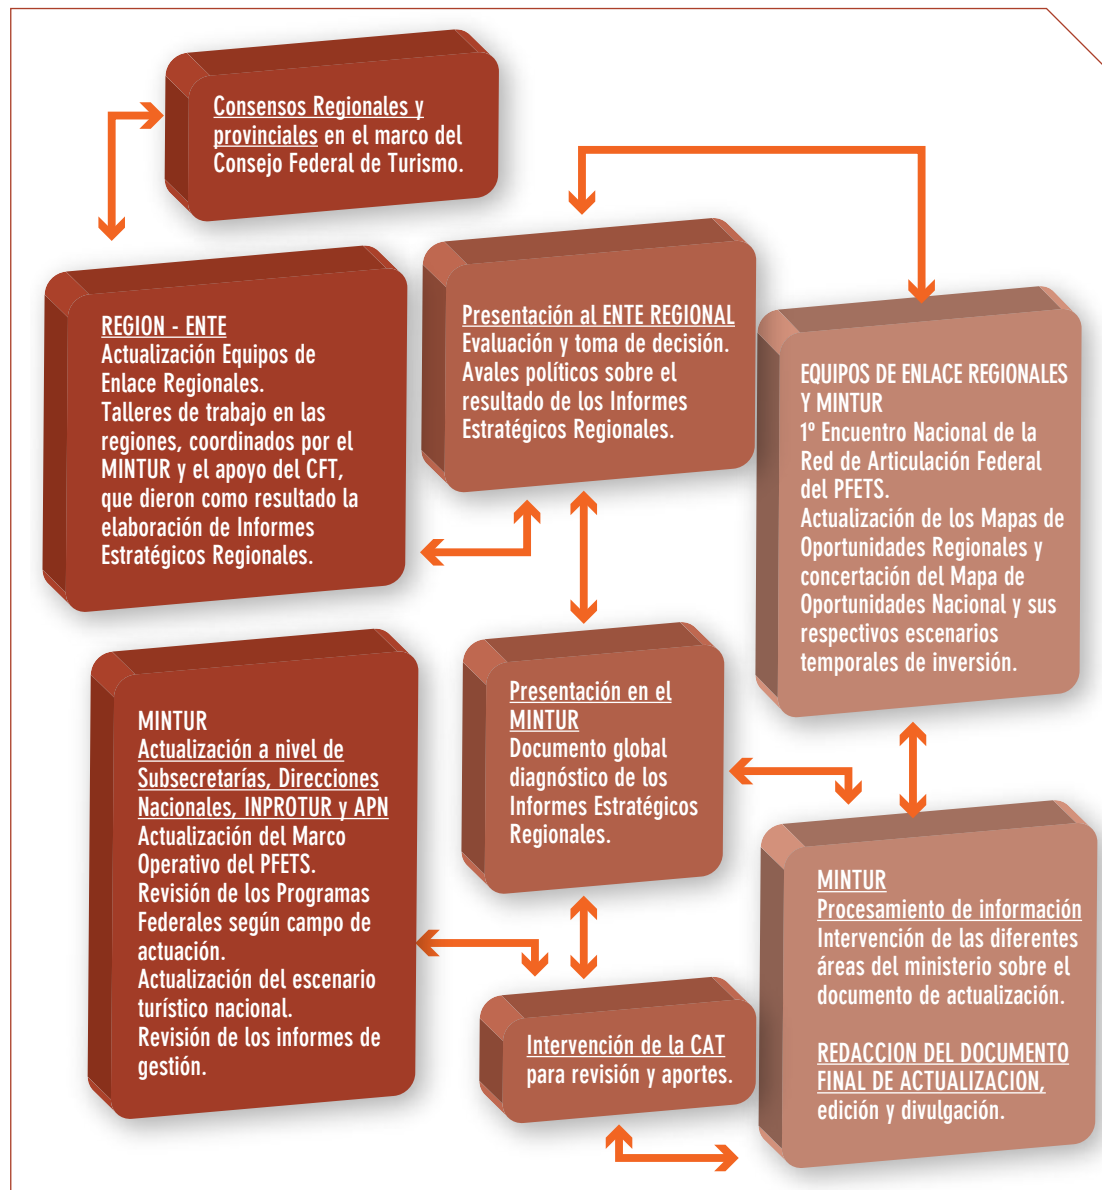 Consensos Regionales y
provinciales en el marco del
Consejo Federal de Turismo.
REGION - ENTE
Actualización Equipos de
Enlace Regionales.
Talleres de trabajo en las
regiones, coordinados por el
MINTUR y el apoyo del CFT,
que dieron como resultado la
elaboración de Informes
Estratégicos Regionales.
Presentación al ENTE REGIONAL
Evaluación y toma de decisión.
Avales políticos sobre el
resultado de los Informes
Estratégicos Regionales.
EQUIPOS DE ENLACE REGIONALES
Y MINTUR
1º Encuentro Nacional de la
Red de Articulación Federal
del PFETS.
Actualización de los Mapas de
Oportunidades Regionales y
concertación del Mapa de
Oportunidades Nacional y sus
respectivos escenarios
temporales de inversión.
MINTUR
Actualización a nivel de
Subsecretarías, Direcciones
Nacionales, INPROTUR y APN
Actualización del Marco
Operativo del PFETS.
Revisión de los Programas
Federales según campo de
actuación.
Actualización del escenario
turístico nacional.
Revisión de los informes de
gestión.
Presentación en el
MINTUR
Documento global
diagnóstico de los
Informes Estratégicos
Regionales.
Intervención de la CAT
para revisión y aportes.
MINTUR
Procesamiento de información
Intervención de las diferentes
áreas del ministerio sobre el
documento de actualización.
REDACCION DEL DOCUMENTO
FINAL DE ACTUALIZACION,
edición y divulgación.